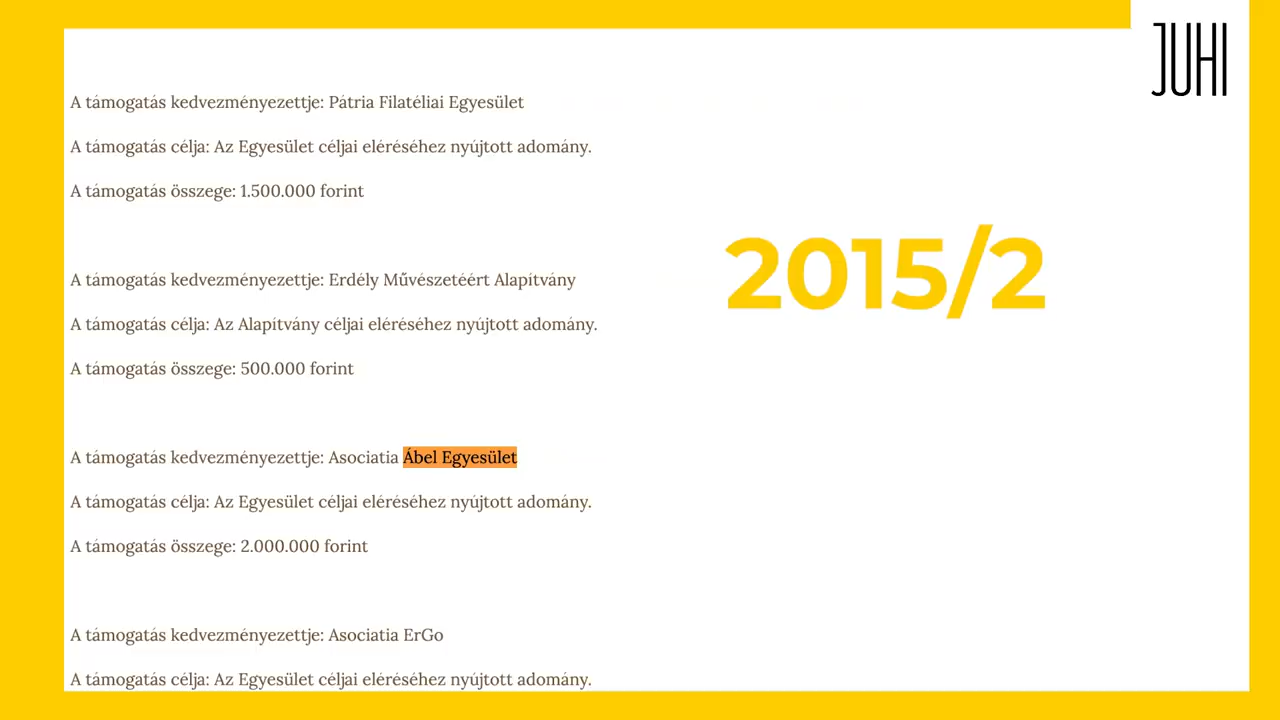 JUHI
A támogatás kedvezményezettje: Pátria Filatéliai Egyesület
A támogatás célja: Az Egyesület céljai eléréséhez nyújtott adomány.
A támogatás összege: 1.500.000 forint
2015/2
A támogatás kedvezményezettje: Erdély Művészetéért Alapítvány
A támogatás célja: Az Alapítvány céljai eléréséhez nyújtott adomány.
A támogatás összege: 500.000 forint
A támogatás kedvezményezettje: Asociatia Ábel Egyesület
A támogatás célja: Az Egyesület céljai eléréséhez nyújtott adomány.
A támogatás összege: 2.000.000 forint
A támogatás kedvezményezettje: Asociatia ErGo
A támogatás célja: Az Egyesület céljai eléréséhez nyújtott adomány.